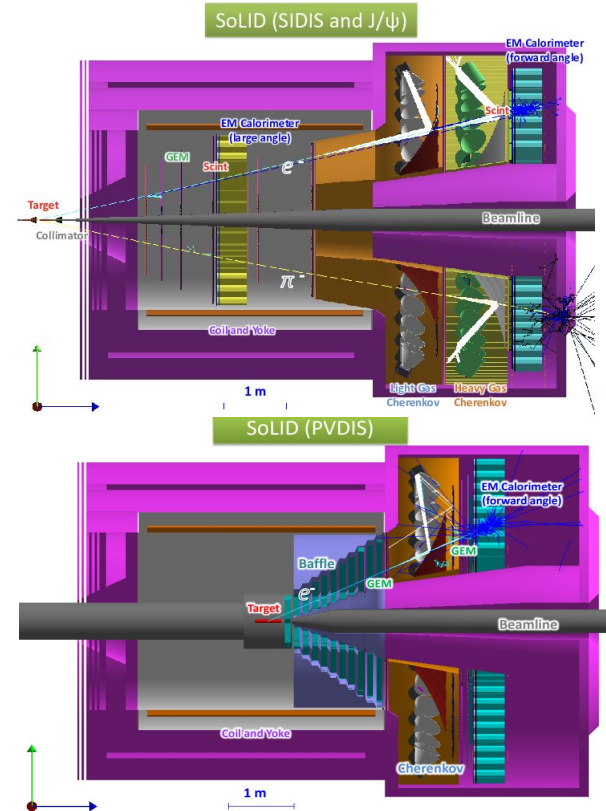 SoLID (SIDIS and J/ψ)
EM Calorimeter
(forward angle)
EM Calorimeter
(large angle)
Scint
GEM
Scint
e⁻
Target
Collimator
Beamline
π⁻
Coil and Yoke
1 m
Light Gas
Cherenkov
Heavy Gas
Cherenkov
SoLID (PVDIS)
EM Calorimeter
(forward angle)
Baffle
GEM
GEM
e⁻
Target
Beamline
Coil and Yoke
Cherenkov
1 m